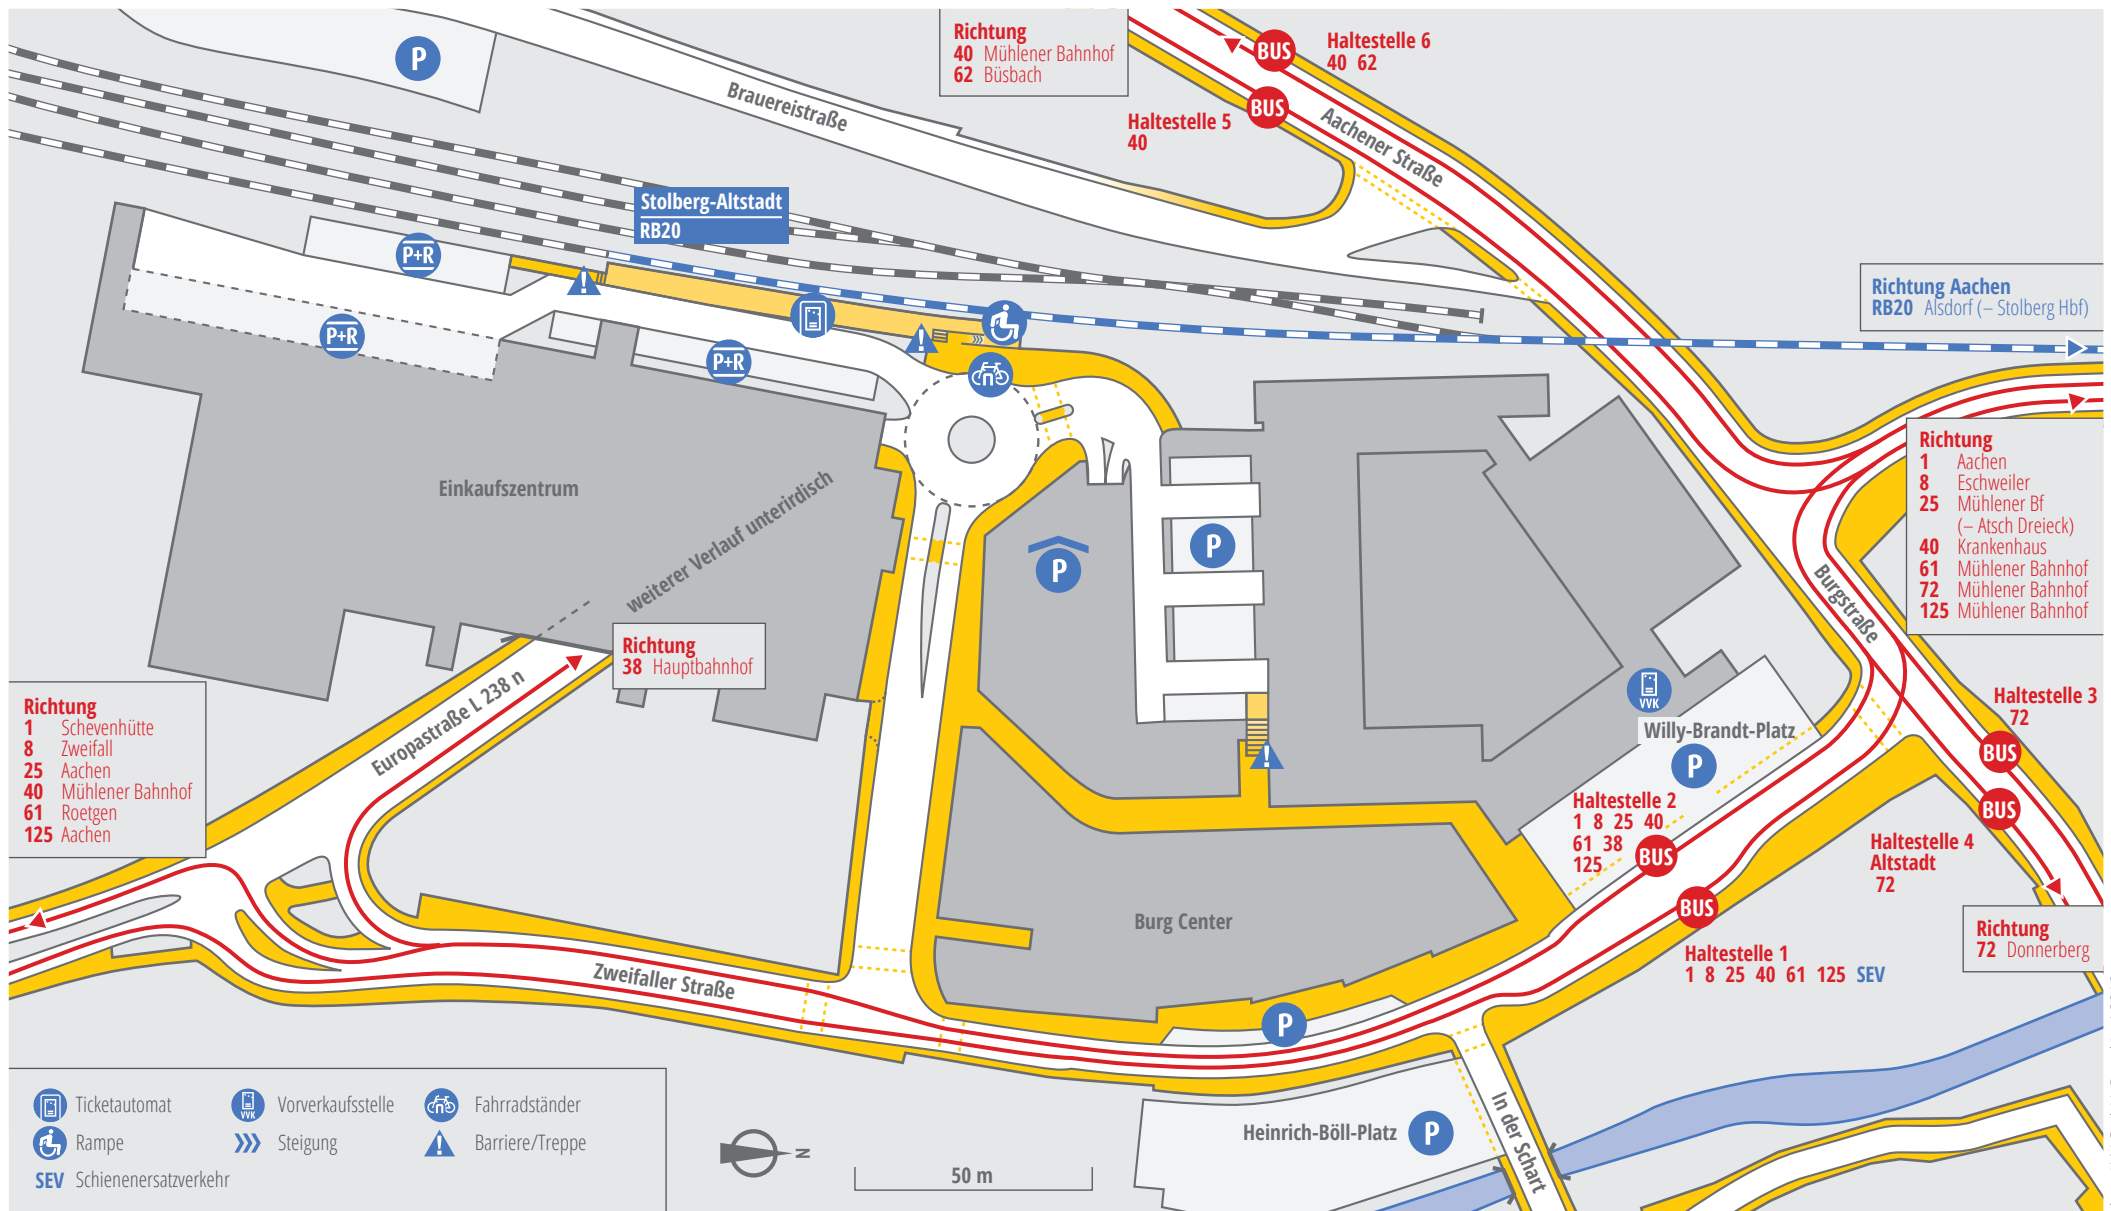 Richtung
40 Mühlener Bahnhof
62 Büsbach
BUS
Haltestelle 6
40 62
P
Brauereistraße
BUS
Haltestelle 5
40
Aachener Straße
Stolberg-Altstadt
RB20
P+R
Richtung Aachen
RB20 Alsdorf (– Stolberg Hbf)
P+R
P+R
Richtung
1 Aachen
8 Eschweiler
25 Mühlener Bf
(– Atsch Dreieck)
40 Krankenhaus
61 Mühlener Bahnhof
72 Mühlener Bahnhof
125 Mühlener Bahnhof
Einkaufszentrum
weiterer Verlauf unterirdisch
P
P
Burgstraße
Richtung
38 Hauptbahnhof
Europastraße L 238 n
VVK
Willy-Brandt-Platz
P
Haltestelle 3
72
BUS
Richtung
1 Schevenhütte
8 Zweifall
25 Aachen
40 Mühlener Bahnhof
61 Roetgen
125 Aachen
Haltestelle 2
1 8 25 40
61 38
125
BUS
BUS
Haltestelle 4
Altstadt
72
BUS
Burg Center
Haltestelle 1
1 8 25 40 61 125 SEV
Richtung
72 Donnerberg
Zweifaller Straße
P
Heinrich-Böll-Platz
P
In der Schart
Ticketautomat
VVK
Vorverkaufsstelle
Fahrradständer
Rampe
Steigung
Barriere/Treppe
SEV Schienenersatzverkehr
N
50 m